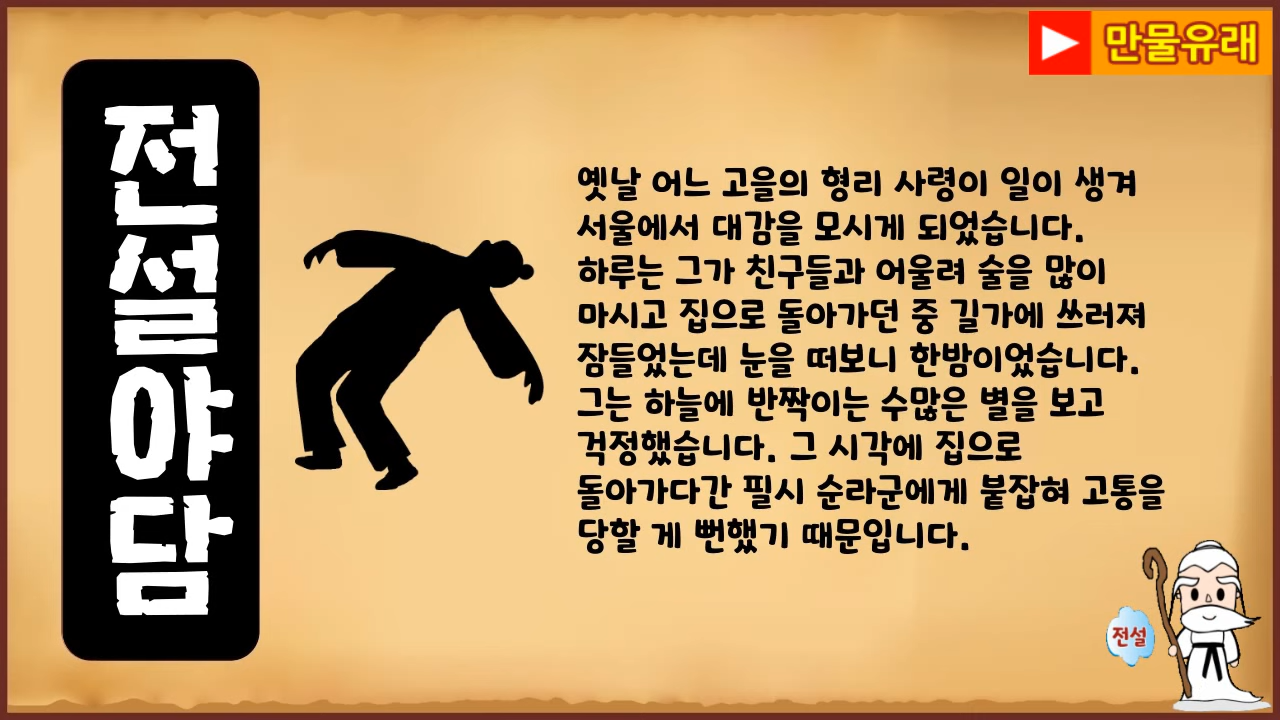 만물유래
전설야담
옛날 어느 고을의 형리 사령이 일이 생겨
서울에서 대감을 모시게 되었습니다.
하루는 그가 친구들과 어울려 술을 많이
마시고 집으로 돌아가던 중 길가에 쓰러져
잠들었는데 눈을 떠보니 한밤이었습니다.
그는 하늘에 반짝이는 수많은 별을 보고
걱정했습니다. 그 시각에 집으로
돌아가다간 필시 순라군에게 붙잡혀 고통을
당할 게 뻔했기 때문입니다.
전설